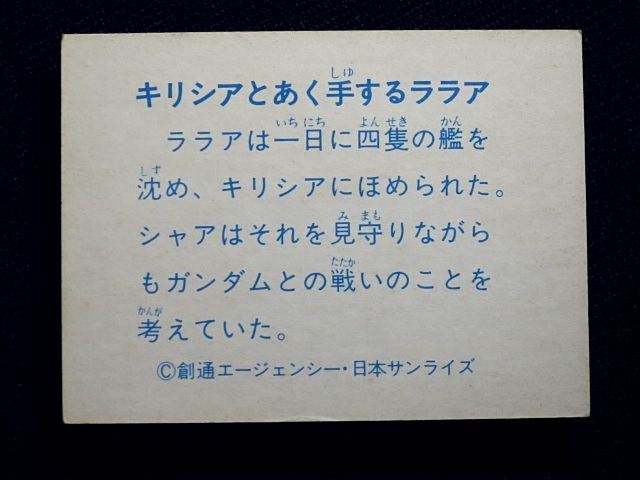 キリシアとあく手するララア
ララアは一日に四隻の艦を
沈め、キリシアにほめられた。
シャアはそれを見守りながら
もガンダムとの戦いのことを
考えていた。
©創通エージェンシー・日本サンライズ